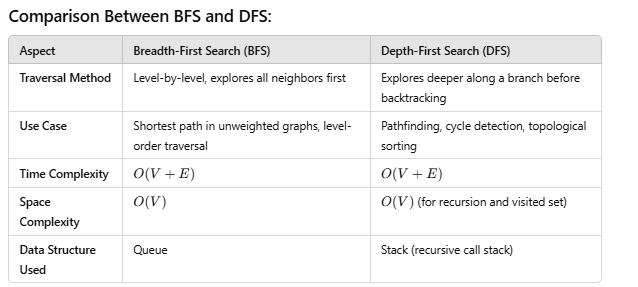 Comparison Between BFS and DFS:
Aspect Breadth-First Search (BFS) Depth-First Search (DFS)
Traversal Method Level-by-level, explores all neighbors first Explores deeper along a branch before
backtracking
Use Case Shortest path in unweighted graphs, level-
order traversal
Pathfinding, cycle detection, topological
sorting
Time Complexity O(V + E) O(V + E)
Space
Complexity
O(V) O(V) (for recursion and visited set)
Data Structure
Used
Queue Stack (recursive call stack)